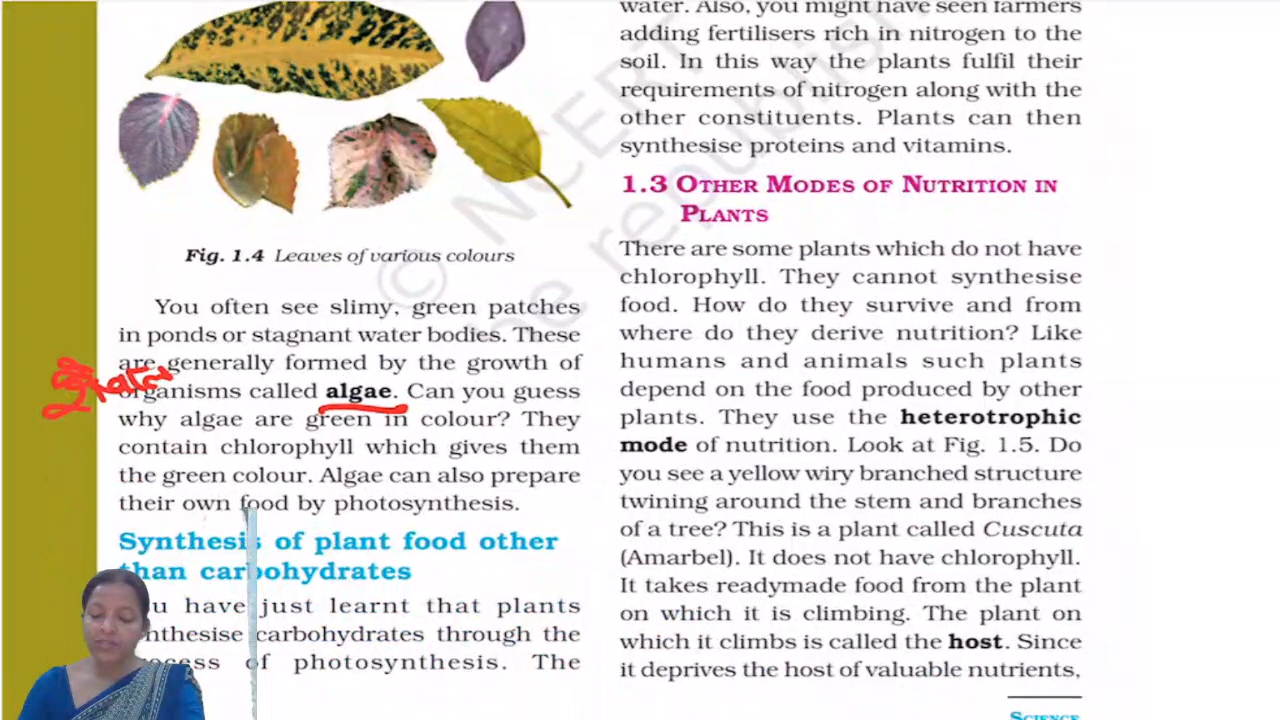 Fig. 1.4 Leaves of various colours
You often see slimy, green patches
in ponds or stagnant water bodies. These
are generally formed by the growth of
organisms called algae. Can you guess
why algae are green in colour? They
contain chlorophyll which gives them
the green colour. Algae can also prepare
their own food by photosynthesis.
Synthesis of plant food other
than carbohydrates
have just learnt that plants
carbohydrates through the
of photosynthesis. The
water. Also, you might have seen farmers
adding fertilisers rich in nitrogen to the
soil. In this way the plants fulfil their
requirements of nitrogen along with the
other constituents. Plants can then
synthesise proteins and vitamins.
1.3 OTHER MODES OF NUTRITION IN
PLANTS
There are some plants which do not have
chlorophyll. They cannot synthesise
food. How do they survive and from
where do they derive nutrition? Like
humans and animals such plants
depend on the food produced by other
plants. They use the heterotrophic
mode of nutrition. Look at Fig. 1.5. Do
you see a yellow wiry branched structure
twining around the stem and branches
of a tree? This is a plant called Cuscuta
(Amarbel). It does not have chlorophyll.
It takes readymade food from the plant
on which it is climbing. The plant on
which it climbs is called the host. Since
it deprives the host of valuable nutrients,
SCIENCE
© NCERT
be republish